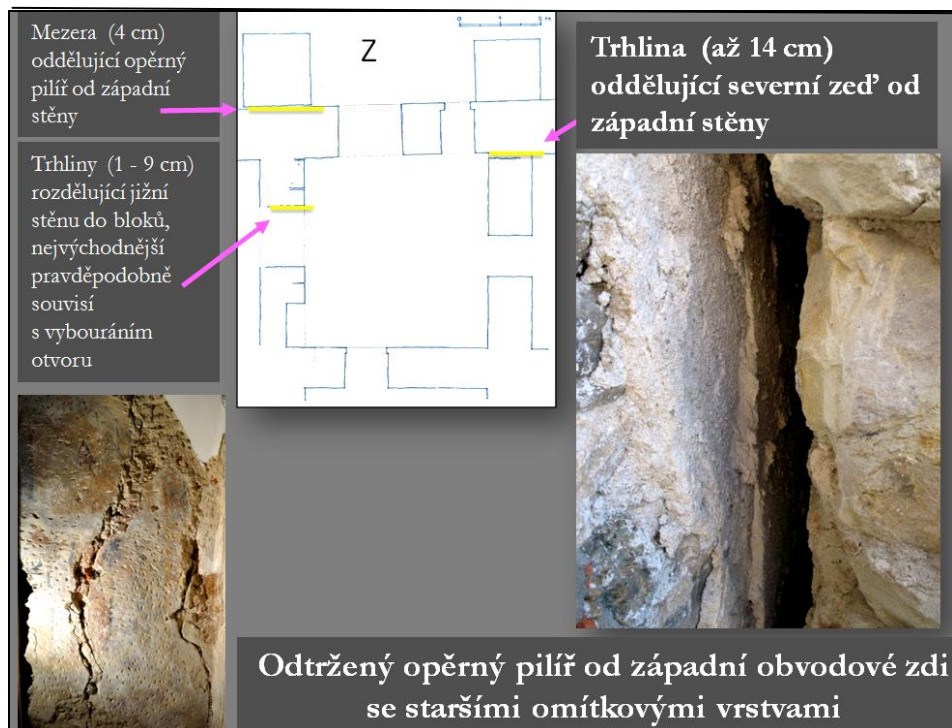 Mezera (4 cm)
oddělující opěrný
pilíř od západní
stěny
Trhliny (1 - 9 cm)
rozdělující jižní
stěnu do bloků,
nejvýchodnější
pravděpodobně
souvisí
s vybouráním
otvoru
Z
Trhlina (až 14 cm)
oddělující severní zeď od
západní stěny
Odtržený opěrný pilíř od západní obvodové zdi
se staršími omítkovými vrstvami